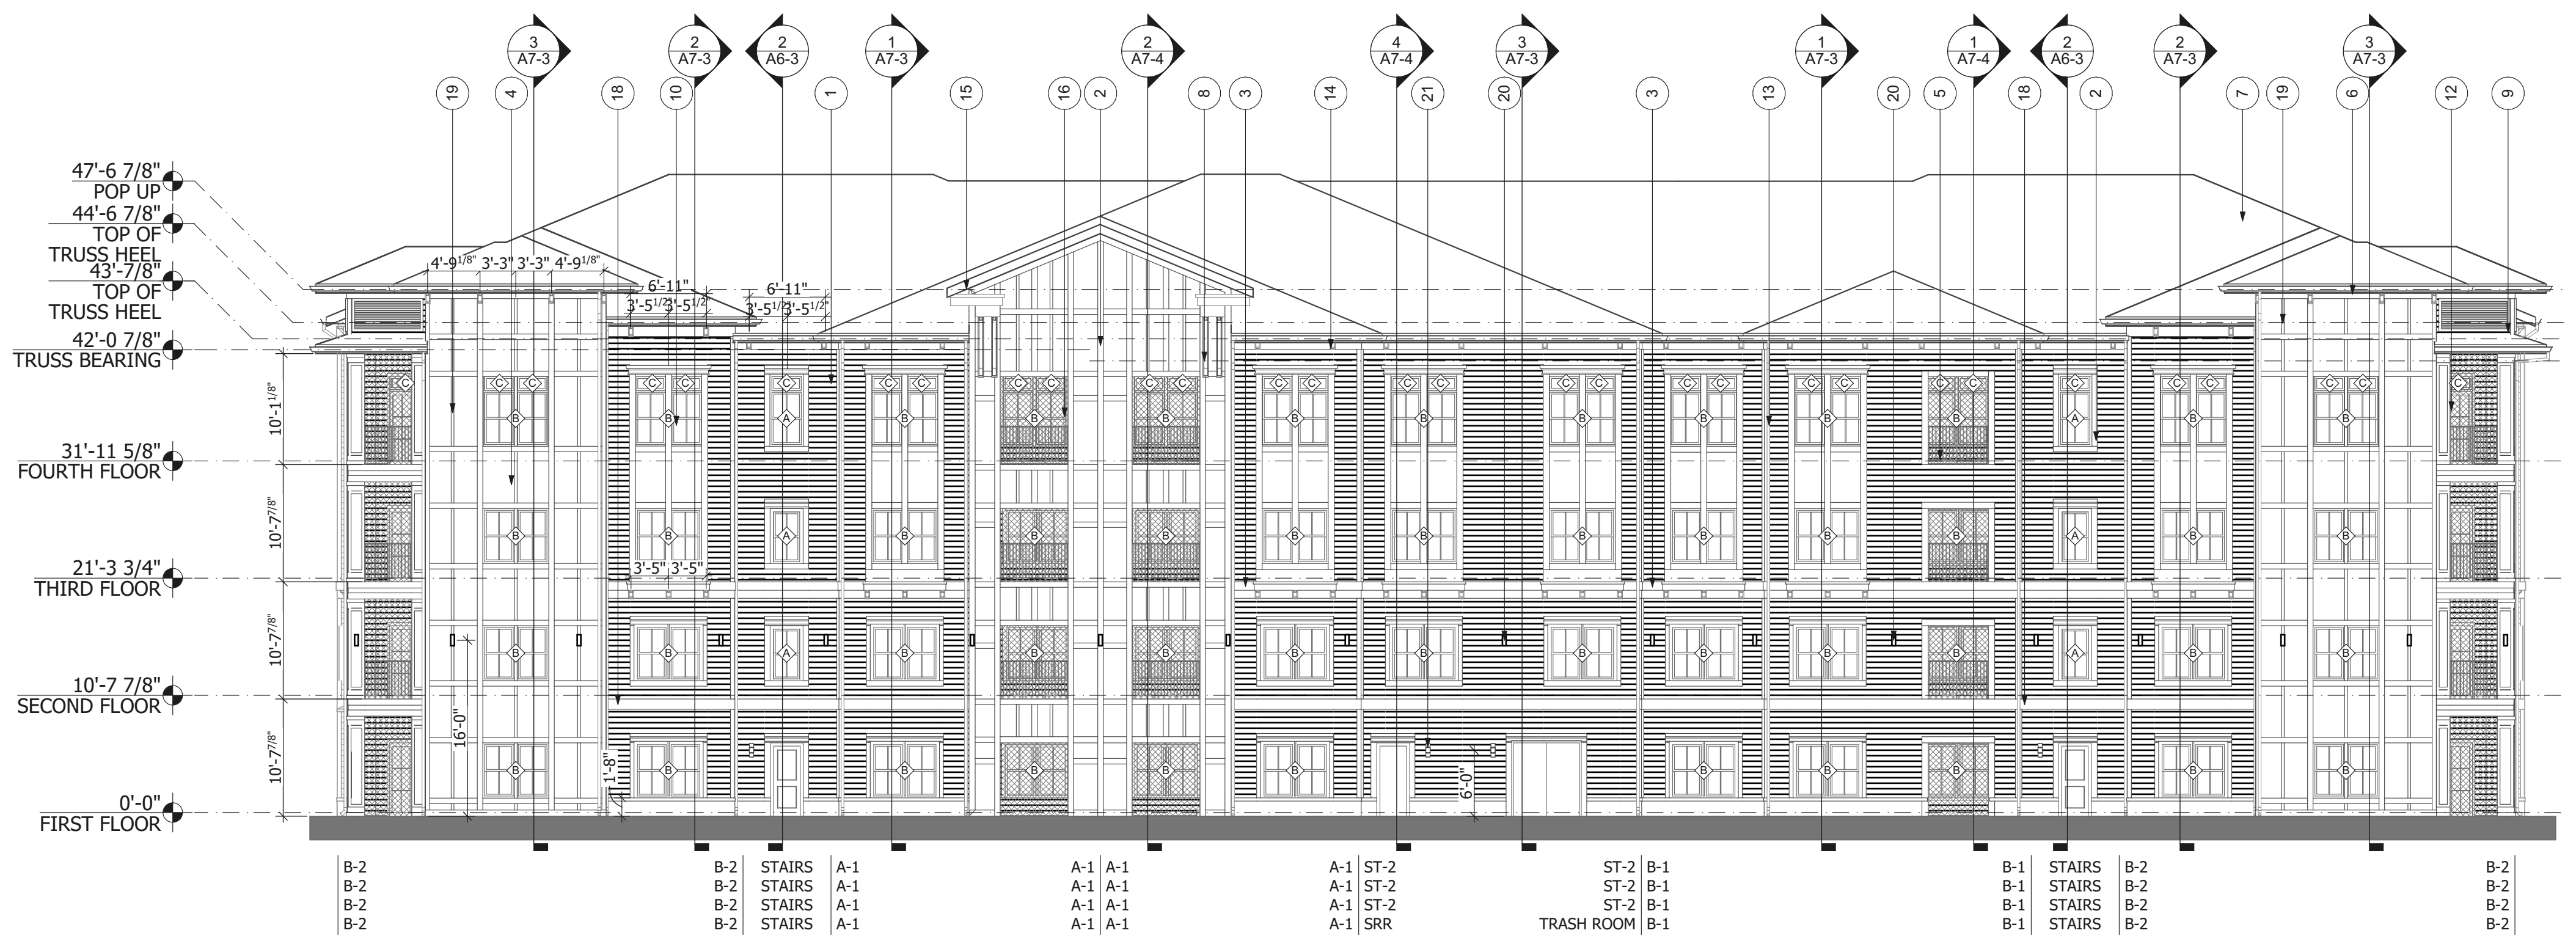 3 2 2 1 2 4 3 1 1 2 2 3
A7-3 A7-3 A6-3 A7-3 A7-4 A7-4 A7-3 A7-3 A7-4 A6-3 A7-3 A7-3
19 4 18 10 1 15 16 2 8 3 14 21 20 3 13 20 5 18 2 7 19 6 12 9
47'-6 7/8"
POP UP
44'-6 7/8"
TOP OF
TRUSS HEEL
43'-7/8"
TOP OF
TRUSS HEEL
42'-0 7/8"
TRUSS BEARING
4'-9 1/8" 3'-3" 3'-3" 4'-9 1/8"
6'-11" 6'-11"
3'-5 1/2" 3'-5 1/2" 3'-5 1/2" 3'-5 1/2"
C C C C C C C C C C C C C C C C C C C C C C C C C C C C C
10'-1 1/8"
B B A B B B B B B B B B A B B
31'-11 5/8"
FOURTH FLOOR
10'-7 7/8"
B B A B B B B B B B B B A B B
3'-5" 3'-5"
21'-3 3/4"
THIRD FLOOR
10'-7 7/8"
B B A B B B B B B B B B A B B
10'-7 7/8"
SECOND FLOOR
16'-0"
10'-7 7/8"
1'-8"
6'-0"
B B B B B B B B B B B
0'-0"
FIRST FLOOR
B-2 B-2 STAIRS A-1 A-1 A-1 A-1 ST-2 ST-2 B-1 B-1 STAIRS B-2 B-2
B-2 B-2 STAIRS A-1 A-1 A-1 A-1 ST-2 ST-2 B-1 B-1 STAIRS B-2 B-2
B-2 B-2 STAIRS A-1 A-1 A-1 A-1 ST-2 ST-2 B-1 B-1 STAIRS B-2 B-2
B-2 B-2 STAIRS A-1 A-1 A-1 A-1 SRR TRASH ROOM B-1 B-1 STAIRS B-2 B-2